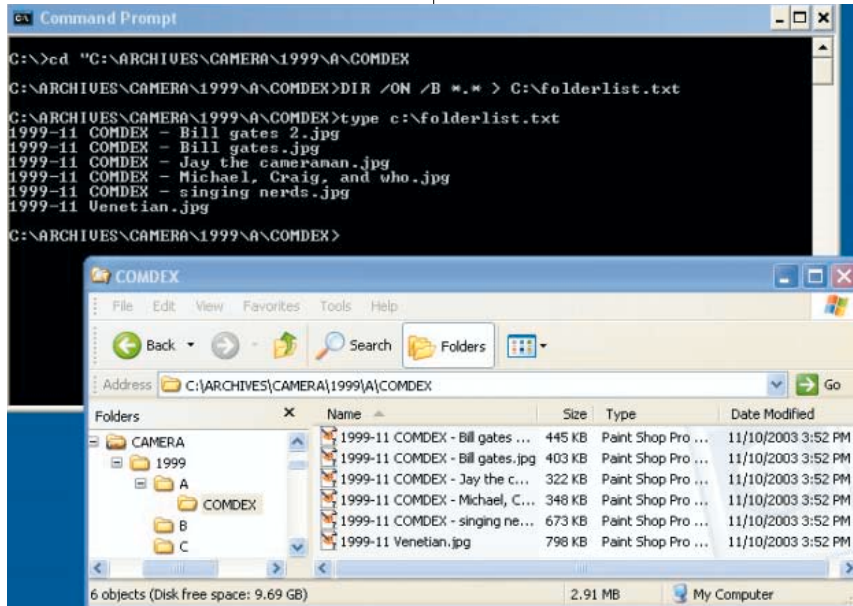 Command Prompt
C:\>cd "C:\ARCHIVES\CAMERA\1999\A\COMDEX
C:\ARCHIVES\CAMERA\1999\A\COMDEX>DIR /ON /B *.* > C:\folderlist.txt
C:\ARCHIVES\CAMERA\1999\A\COMDEX>type c:\folderlist.txt
1999-11 COMDEX - Bill gates 2.jpg
1999-11 COMDEX - Bill gates.jpg
1999-11 COMDEX - Jay the cameraman.jpg
1999-11 COMDEX - Michael, Craig, and who.jpg
1999-11 COMDEX - singing nerds.jpg
1999-11 Venetian.jpg
C:\ARCHIVES\CAMERA\1999\A\COMDEX>
COMDEX
File Edit View Favorites Tools Help
Back Search Folders
Address C:\ARCHIVES\CAMERA\1999\A\COMDEX Go
Folders Name Size Type Date Modified
CAMERA
1999
A
COMDEX
B
C
1999-11 COMDEX - Bill gates ... 445 KB Paint Shop Pro ... 11/10/2003 3:52 PM
1999-11 COMDEX - Bill gates.jpg 403 KB Paint Shop Pro ... 11/10/2003 3:52 PM
1999-11 COMDEX - Jay the c... 322 KB Paint Shop Pro ... 11/10/2003 3:52 PM
1999-11 COMDEX - Michael, C... 348 KB Paint Shop Pro ... 11/10/2003 3:52 PM
1999-11 COMDEX - singing ne... 673 KB Paint Shop Pro ... 11/10/2003 3:52 PM
1999-11 Venetian.jpg 798 KB Paint Shop Pro ... 11/10/2003 3:52 PM
6 objects (Disk free space: 9.69 GB) 2.91 MB My Computer